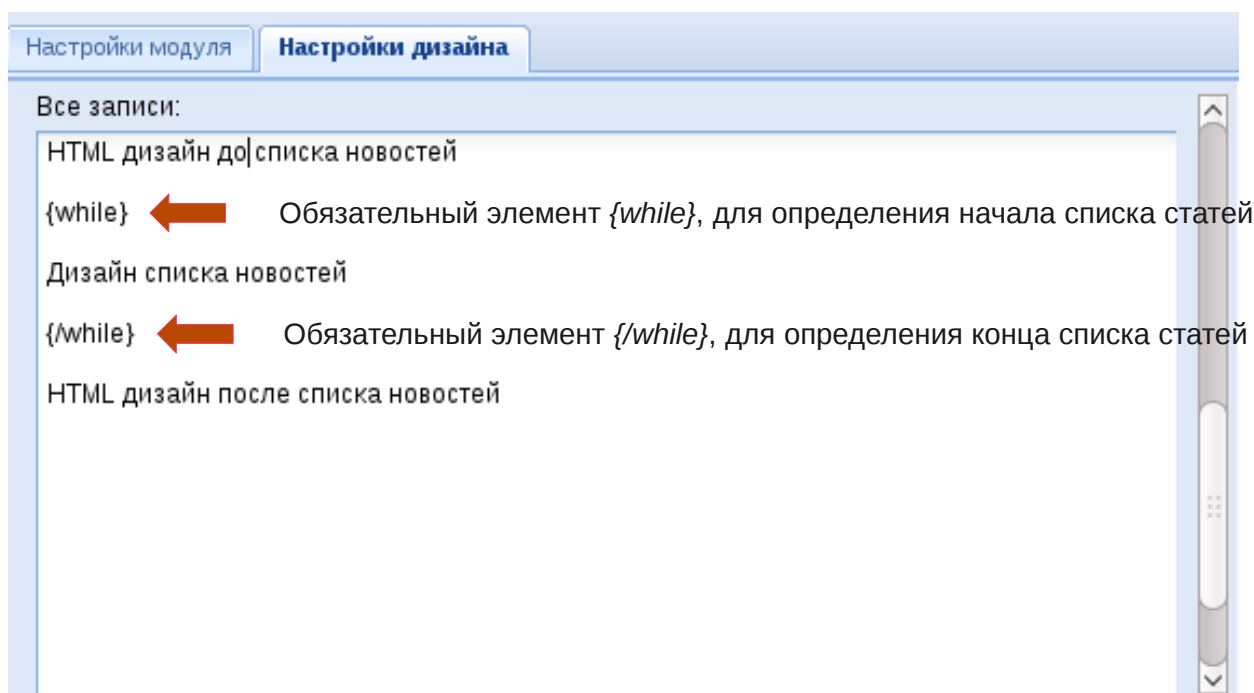 Настройки модуля Настройки дизайна
Все записи:
HTML дизайн до списка новостей
{while} Обязательный элемент {while}, для определения начала списка статей
Дизайн списка новостей
{/while} Обязательный элемент {/while}, для определения конца списка статей
HTML дизайн после списка новостей